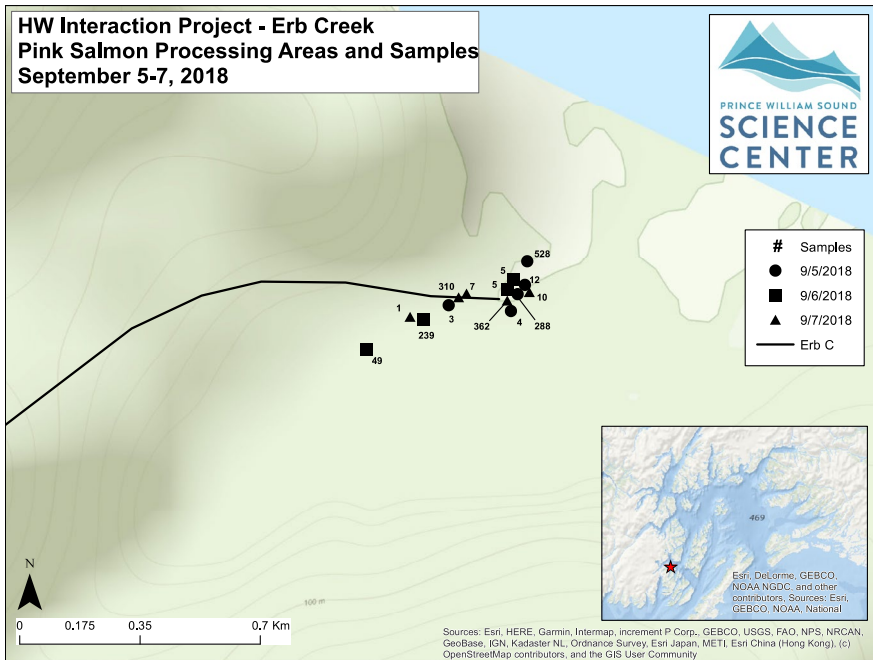 HW Interaction Project - Erb Creek
Pink Salmon Processing Areas and Samples
September 5-7, 2018
PRINCE WILLIAM SOUND
SCIENCE
CENTER
528
5
12
5
10
310
7
362
4
288
3
1
239
49
# Samples
9/5/2018
9/6/2018
9/7/2018
Erb C
469
Esri, DeLorme, GEBCO,
NOAA NGDC, and other
contributors, Sources: Esri,
GEBCO, NOAA, National
N
100 m
0 0.175 0.35 0.7 Km
Sources: Esri, HERE, Garmin, Intermap, increment P Corp., GEBCO, USGS, FAO, NPS, NRCAN,
GeoBase, IGN, Kadaster NL, Ordnance Survey, Esri Japan, METI, Esri China (Hong Kong), (c)
OpenStreetMap contributors, and the GIS User Community